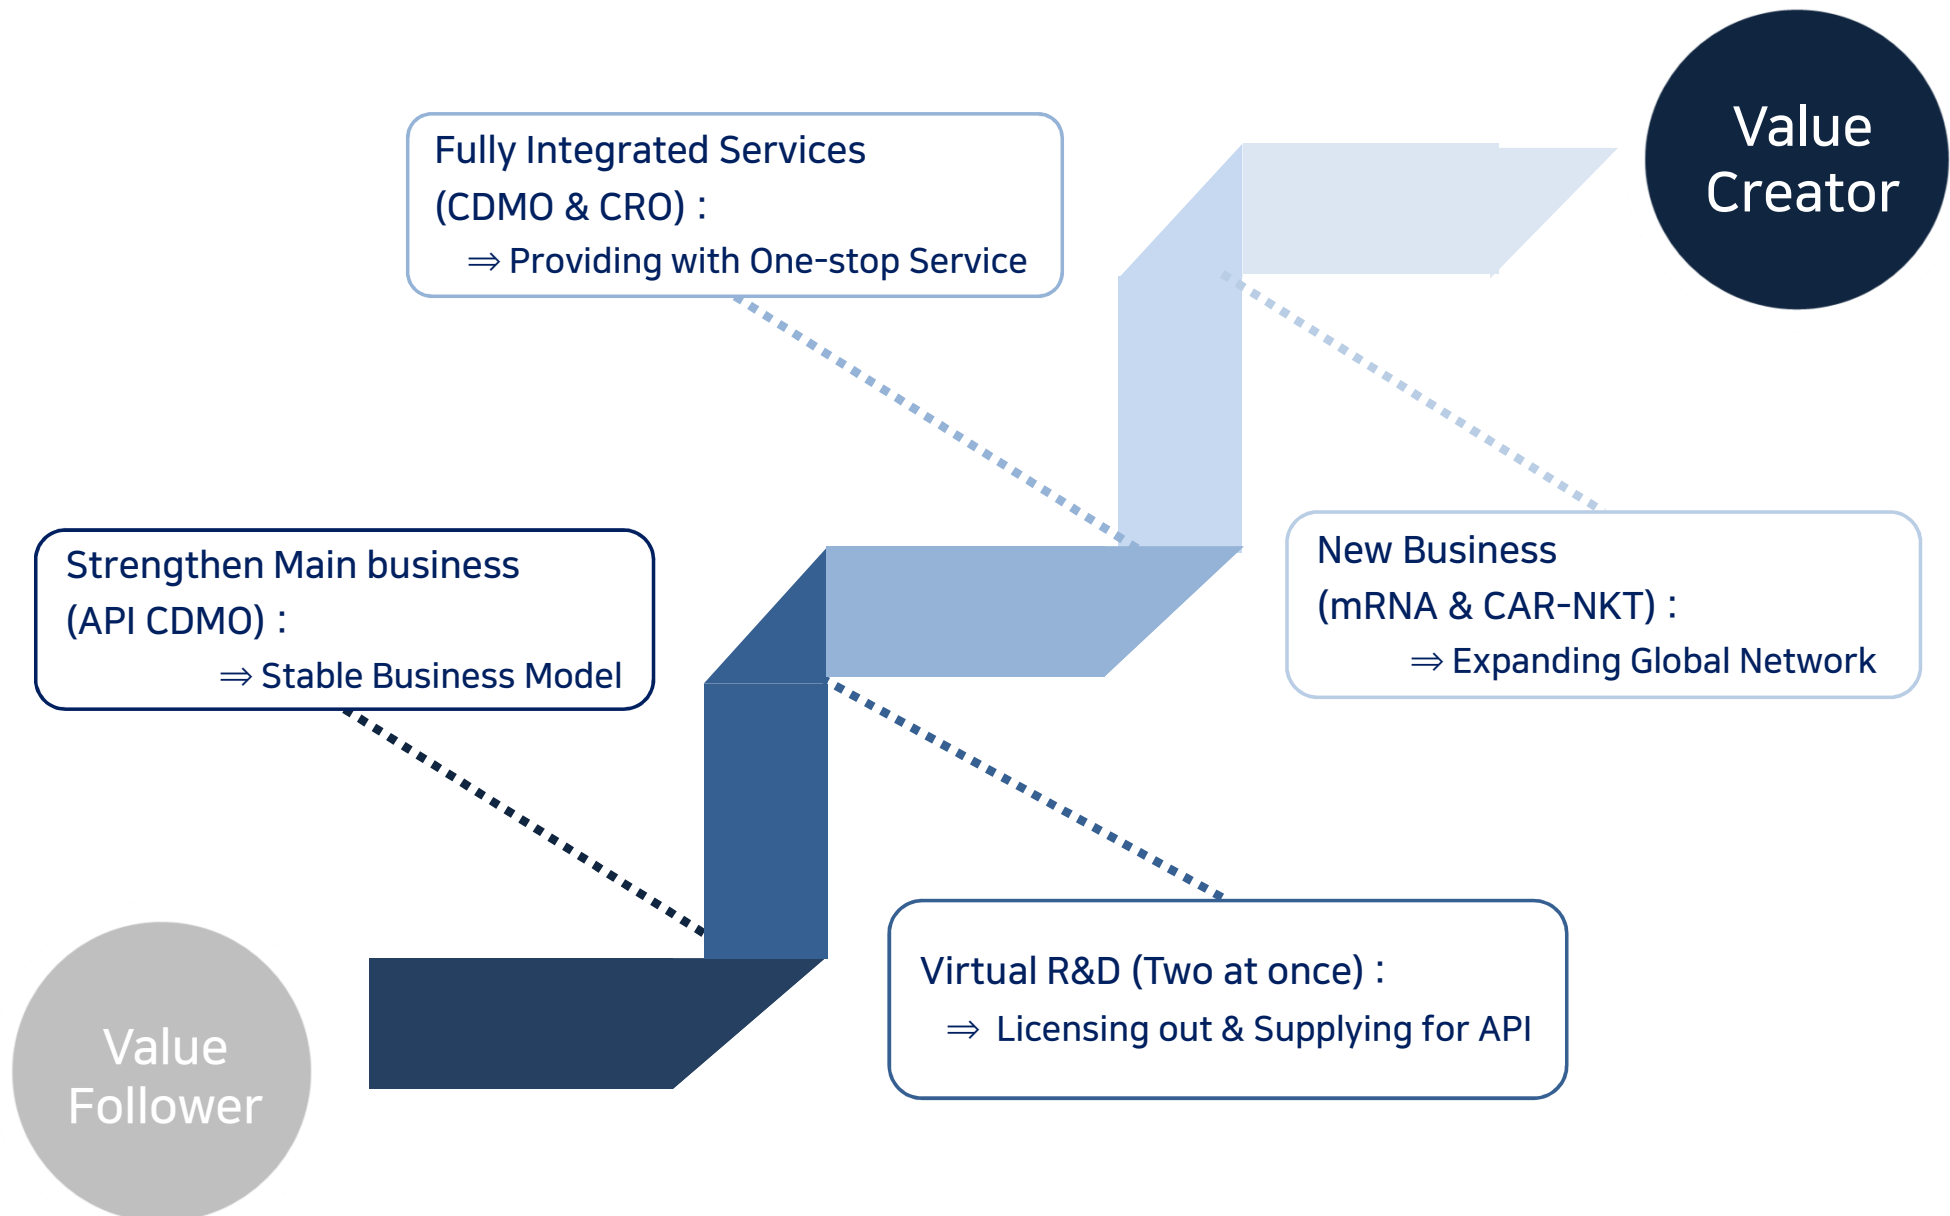 Value
Creator
Fully Integrated Services
(CDMO & CRO) :
⇒ Providing with One-stop Service
Strengthen Main business
(API CDMO) :
⇒ Stable Business Model
New Business
(mRNA & CAR-NKT) :
⇒ Expanding Global Network
Virtual R&D (Two at once) :
⇒ Licensing out & Supplying for API
Value
Follower